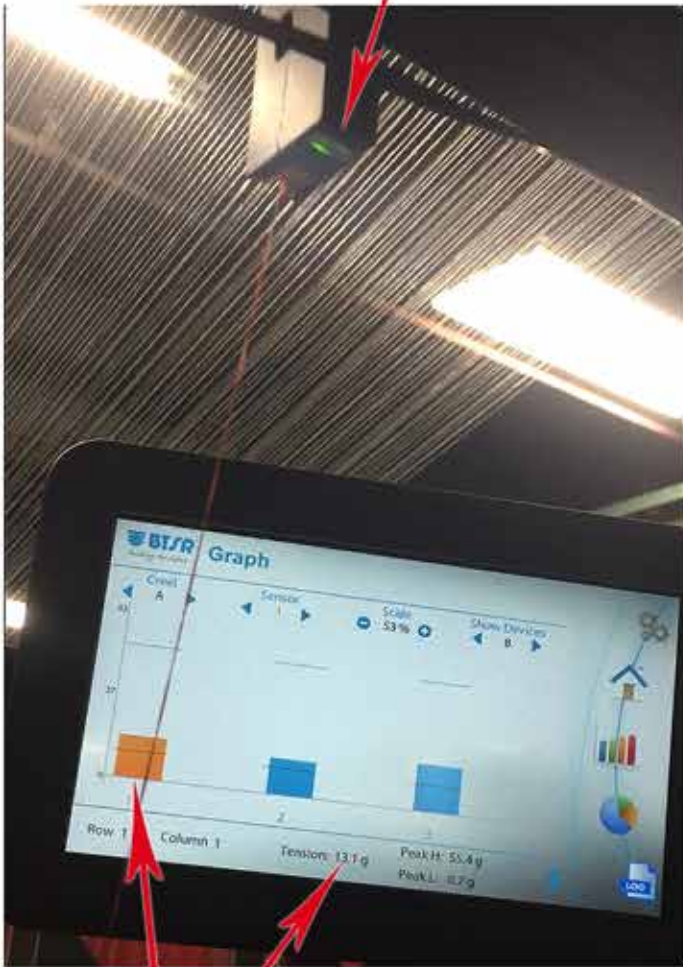 BTSR Graph
Creel Sensor Scale Show Devices
A 1 53 % B
37
2 3
Row 1 Column 1 Tension: 13.1 g Peak H: 55.4 g
Peak L: 0.7 g
LOG